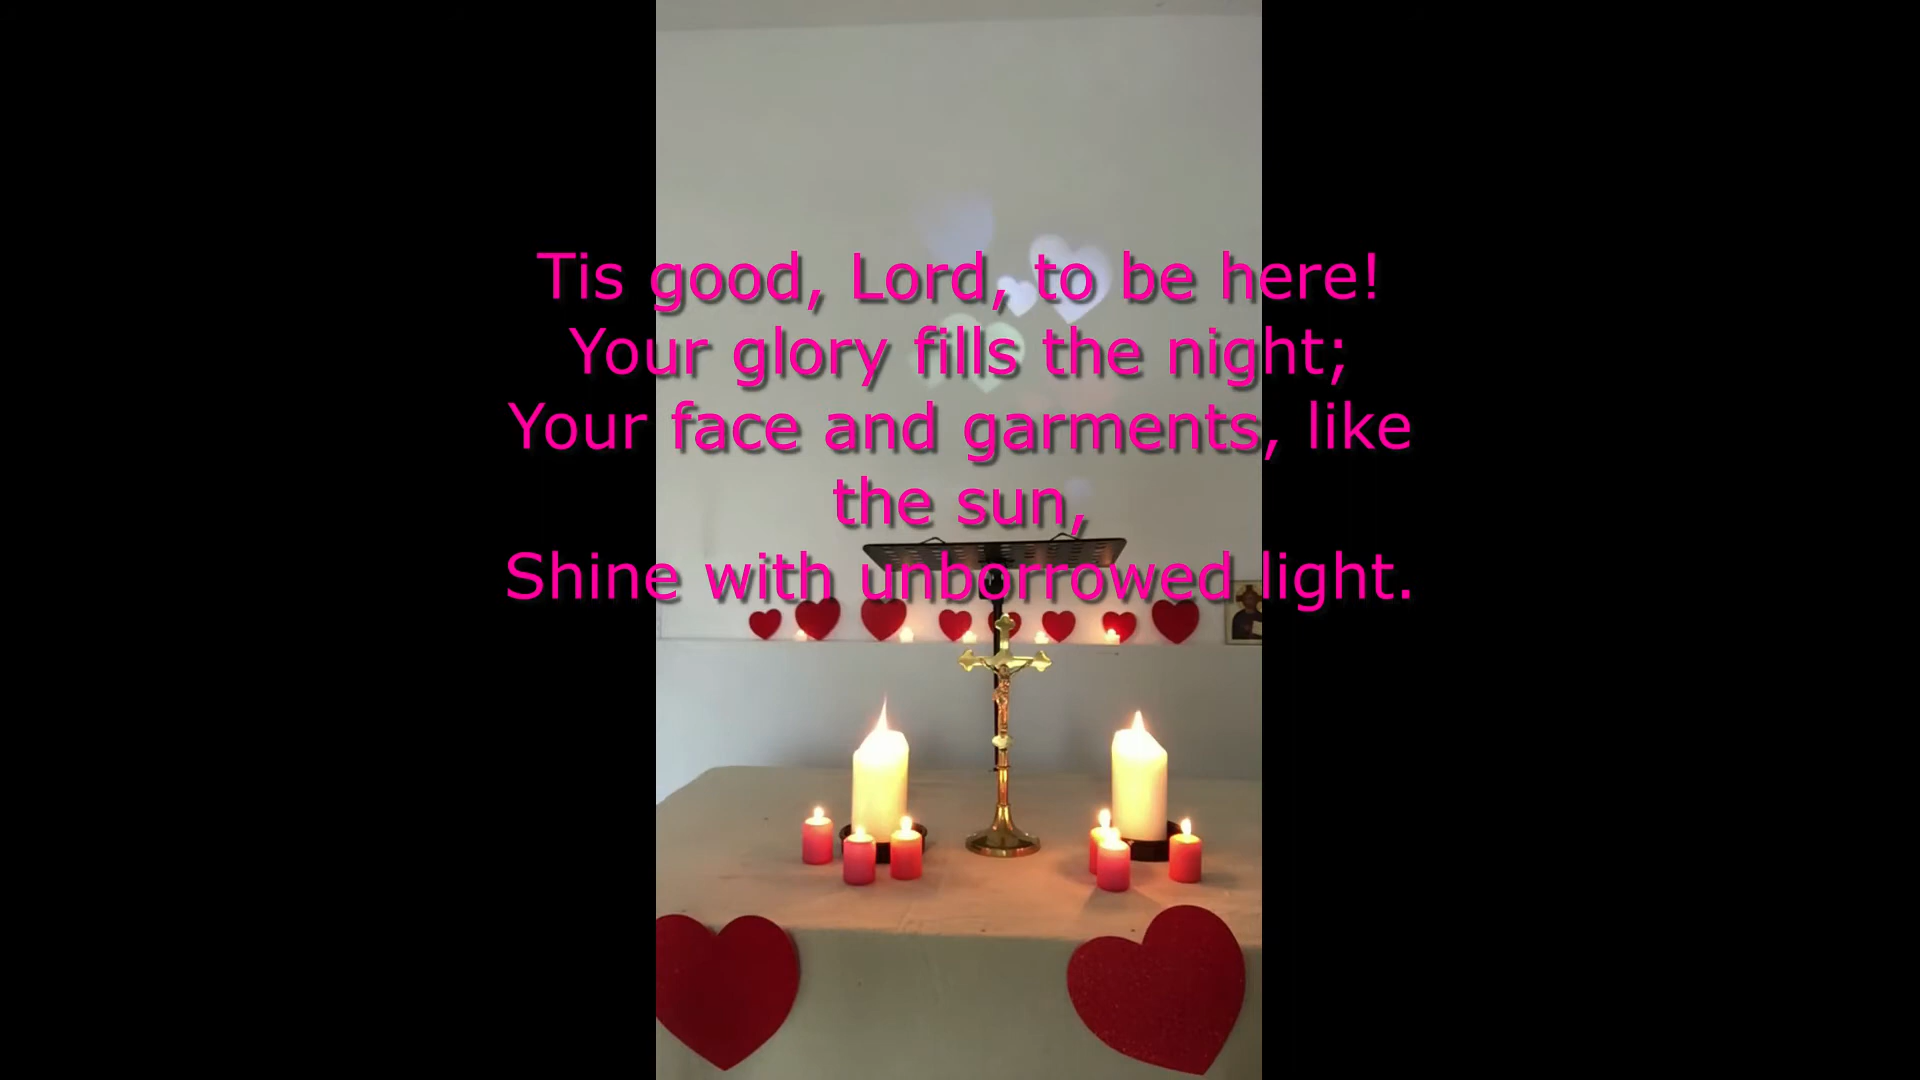 Tis good, Lord, to be here!
Your glory fills the night;
Your face and garments, like
the sun,
Shine with unborrowed light.